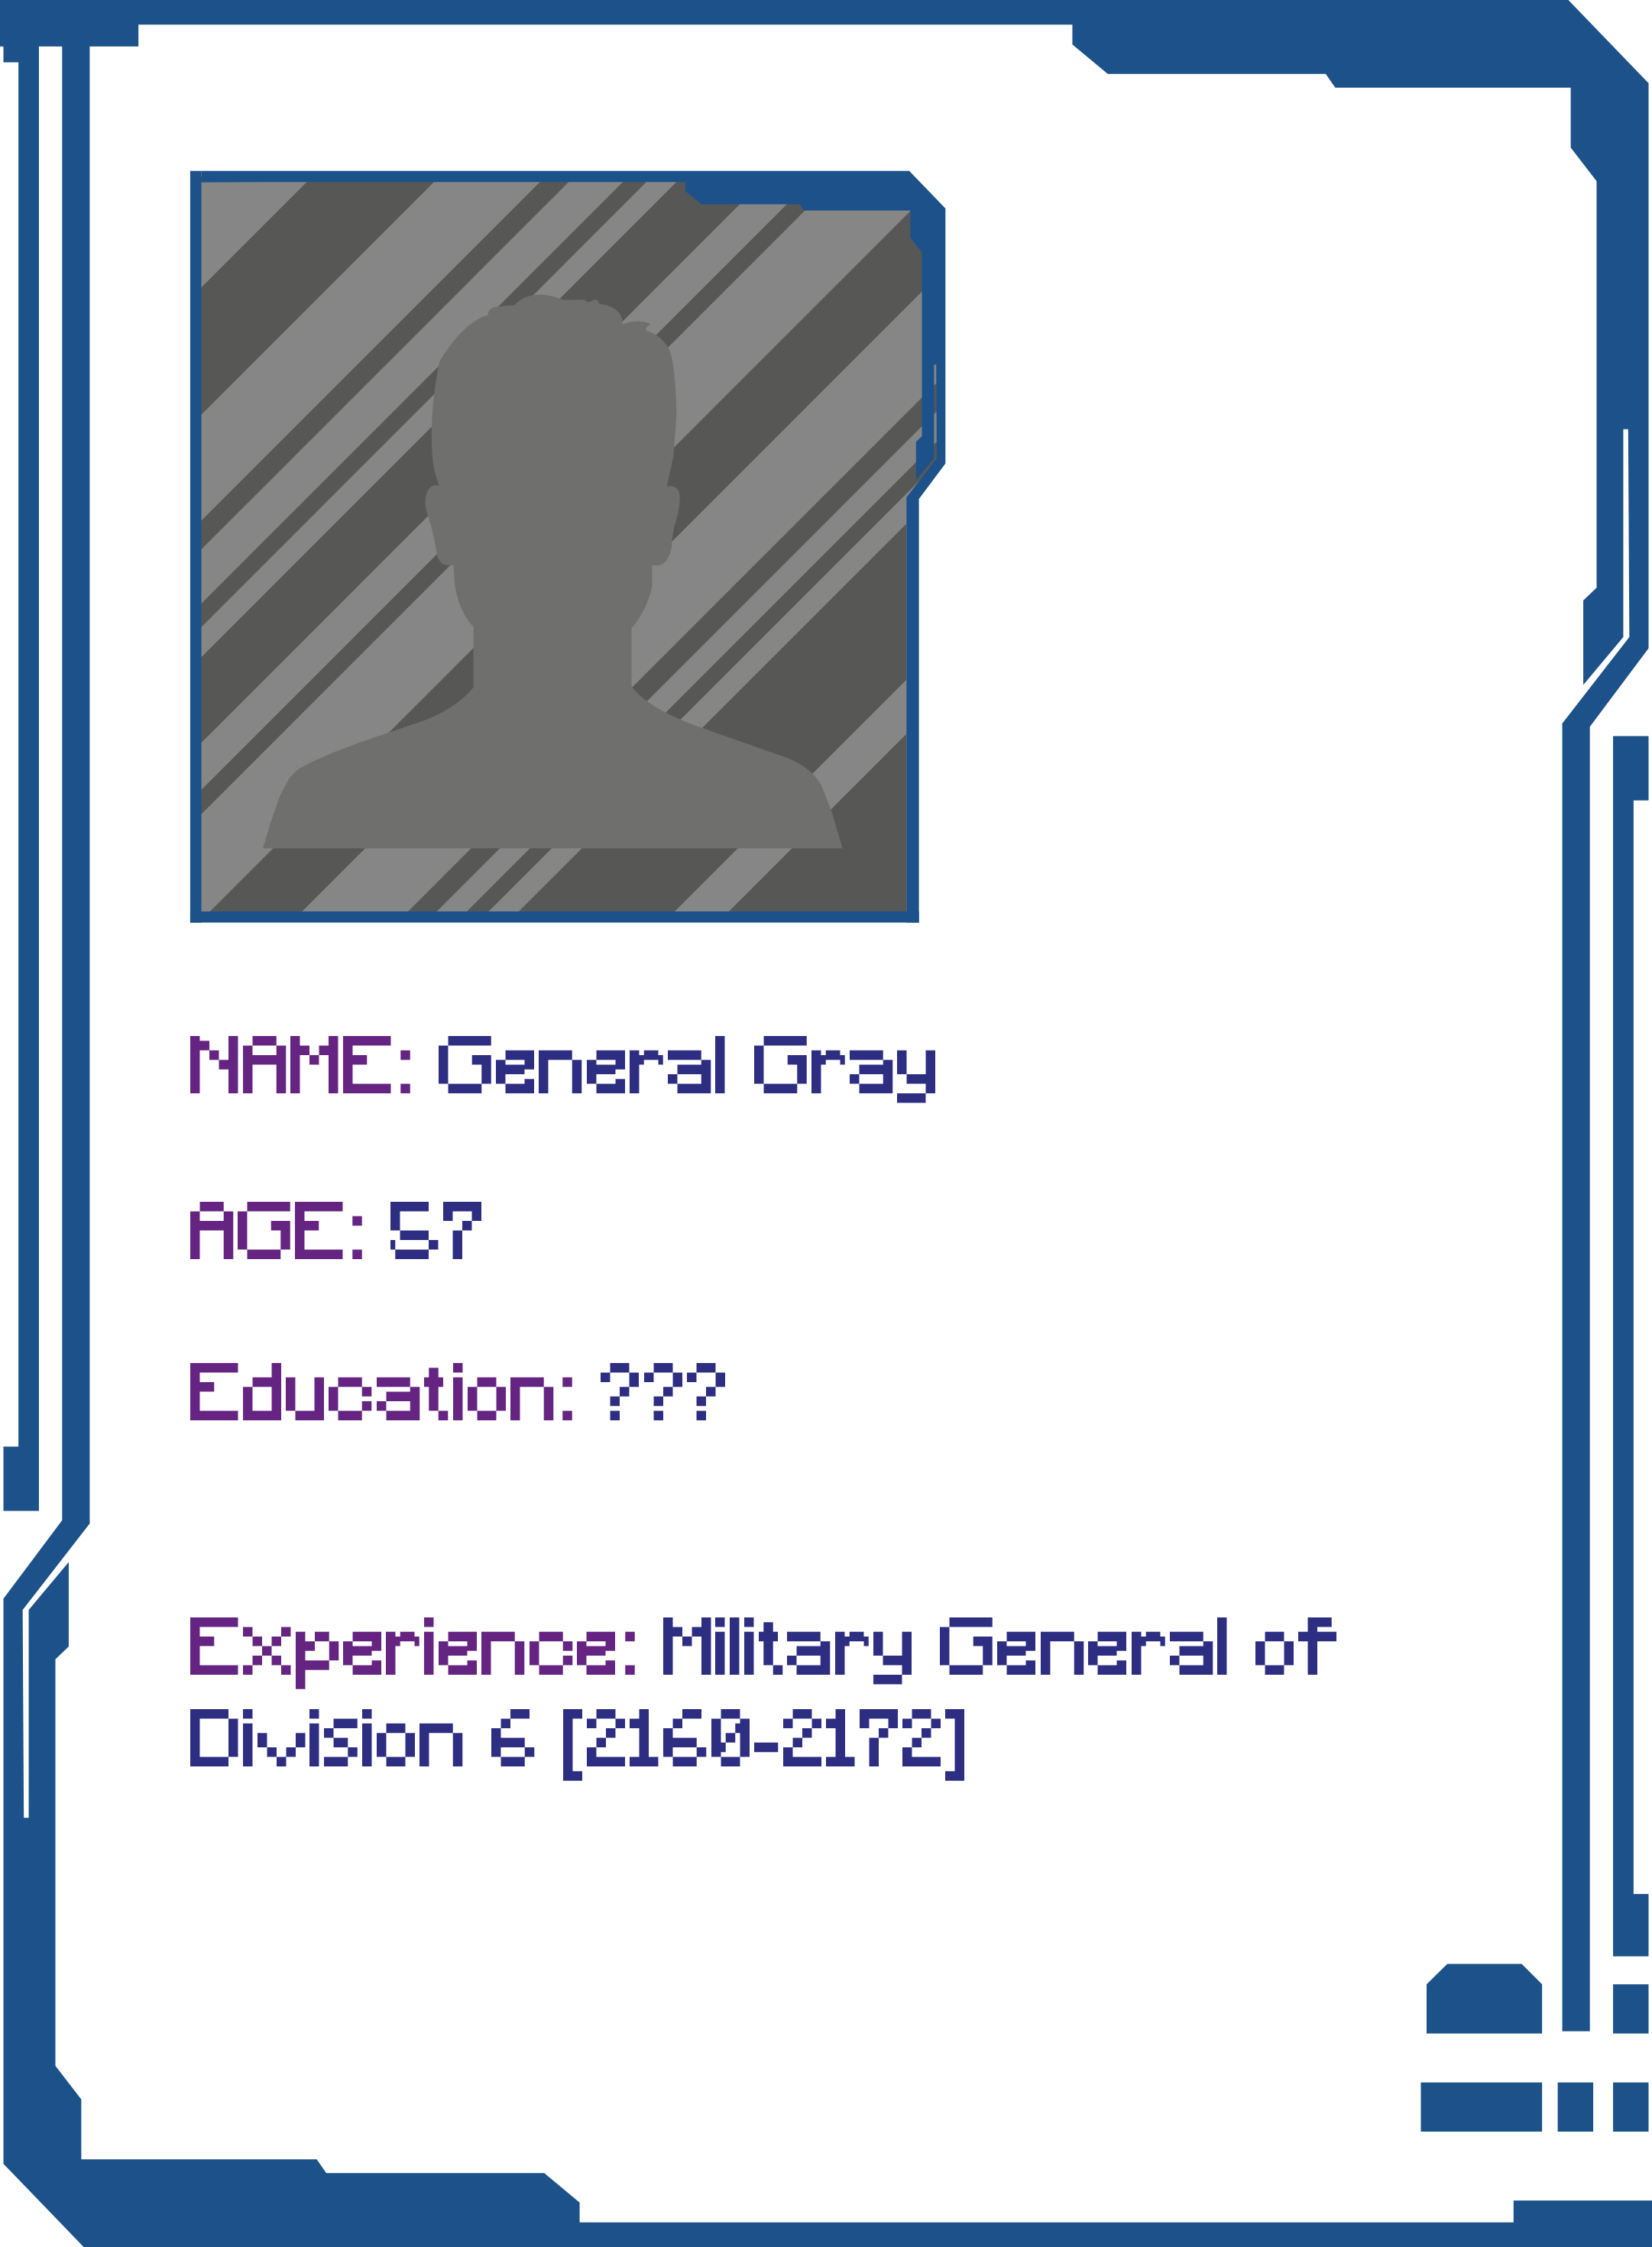 NAME: General Gray
AGE: 57
Education: ???
Experience: Military General of
Division 6 [2160-2172]